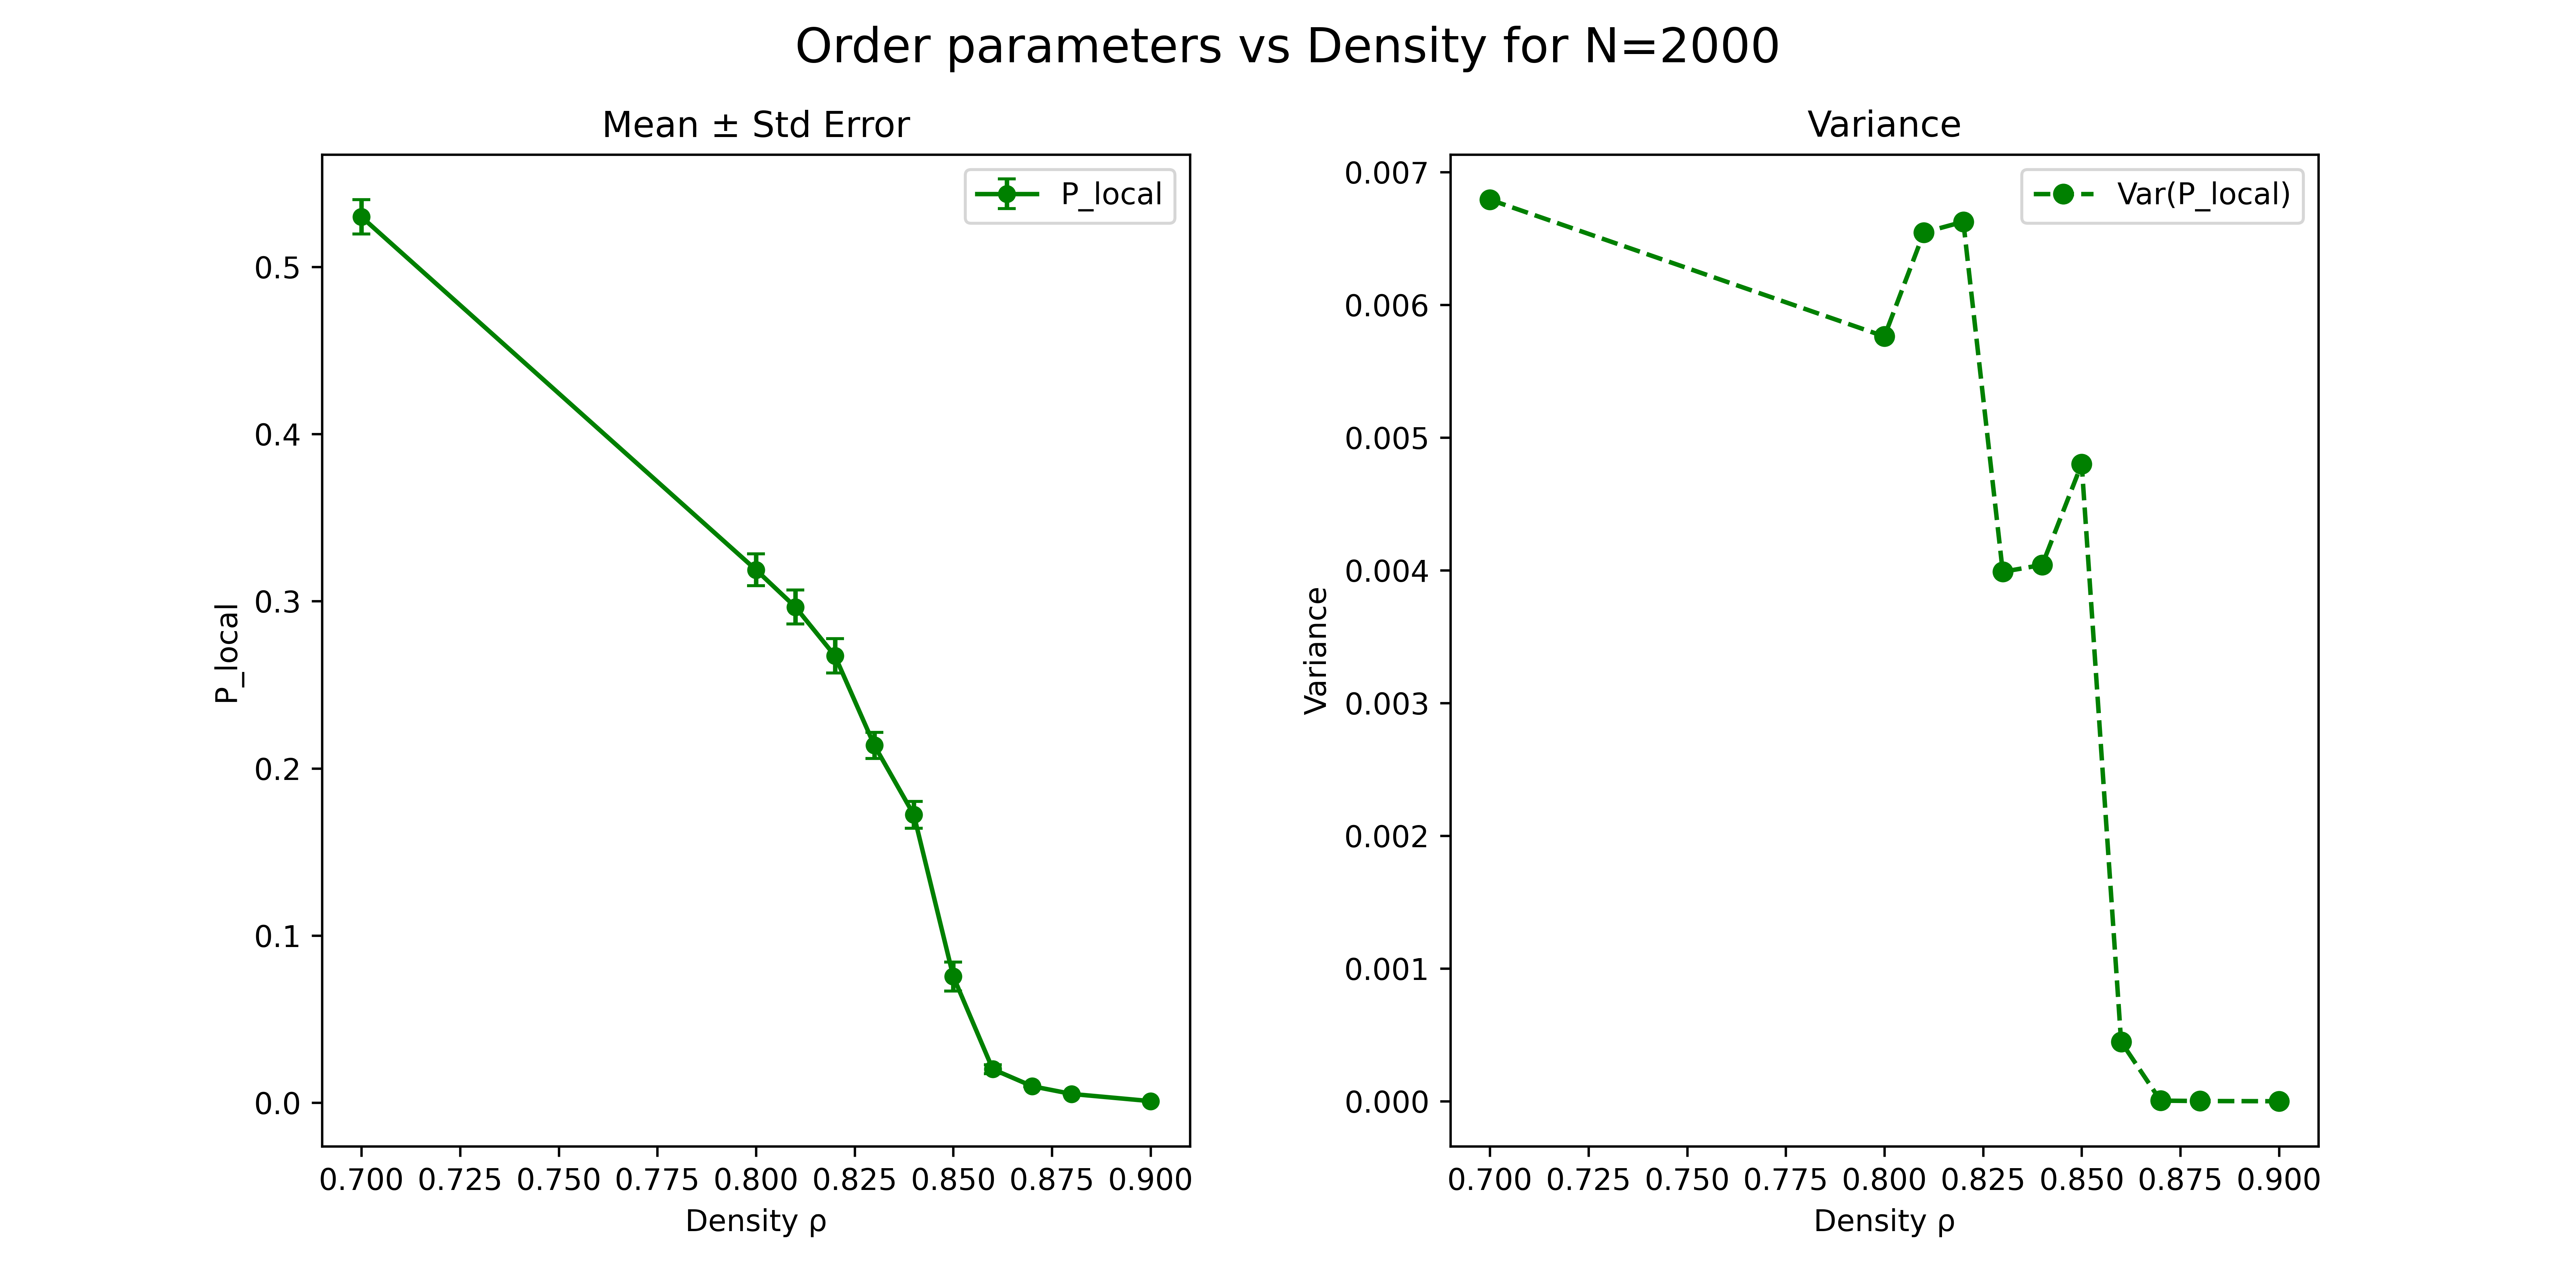 Order parameters vs Density for N=2000
Mean ± Std Error
P_local
0.5
0.4
0.3
0.2
0.1
0.0
P_local
0.700 0.725 0.750 0.775 0.800 0.825 0.850 0.875 0.900
Density ρ
Variance
Var(P_local)
0.007
0.006
0.005
0.004
0.003
0.002
0.001
0.000
Variance
0.700 0.725 0.750 0.775 0.800 0.825 0.850 0.875 0.900
Density ρ